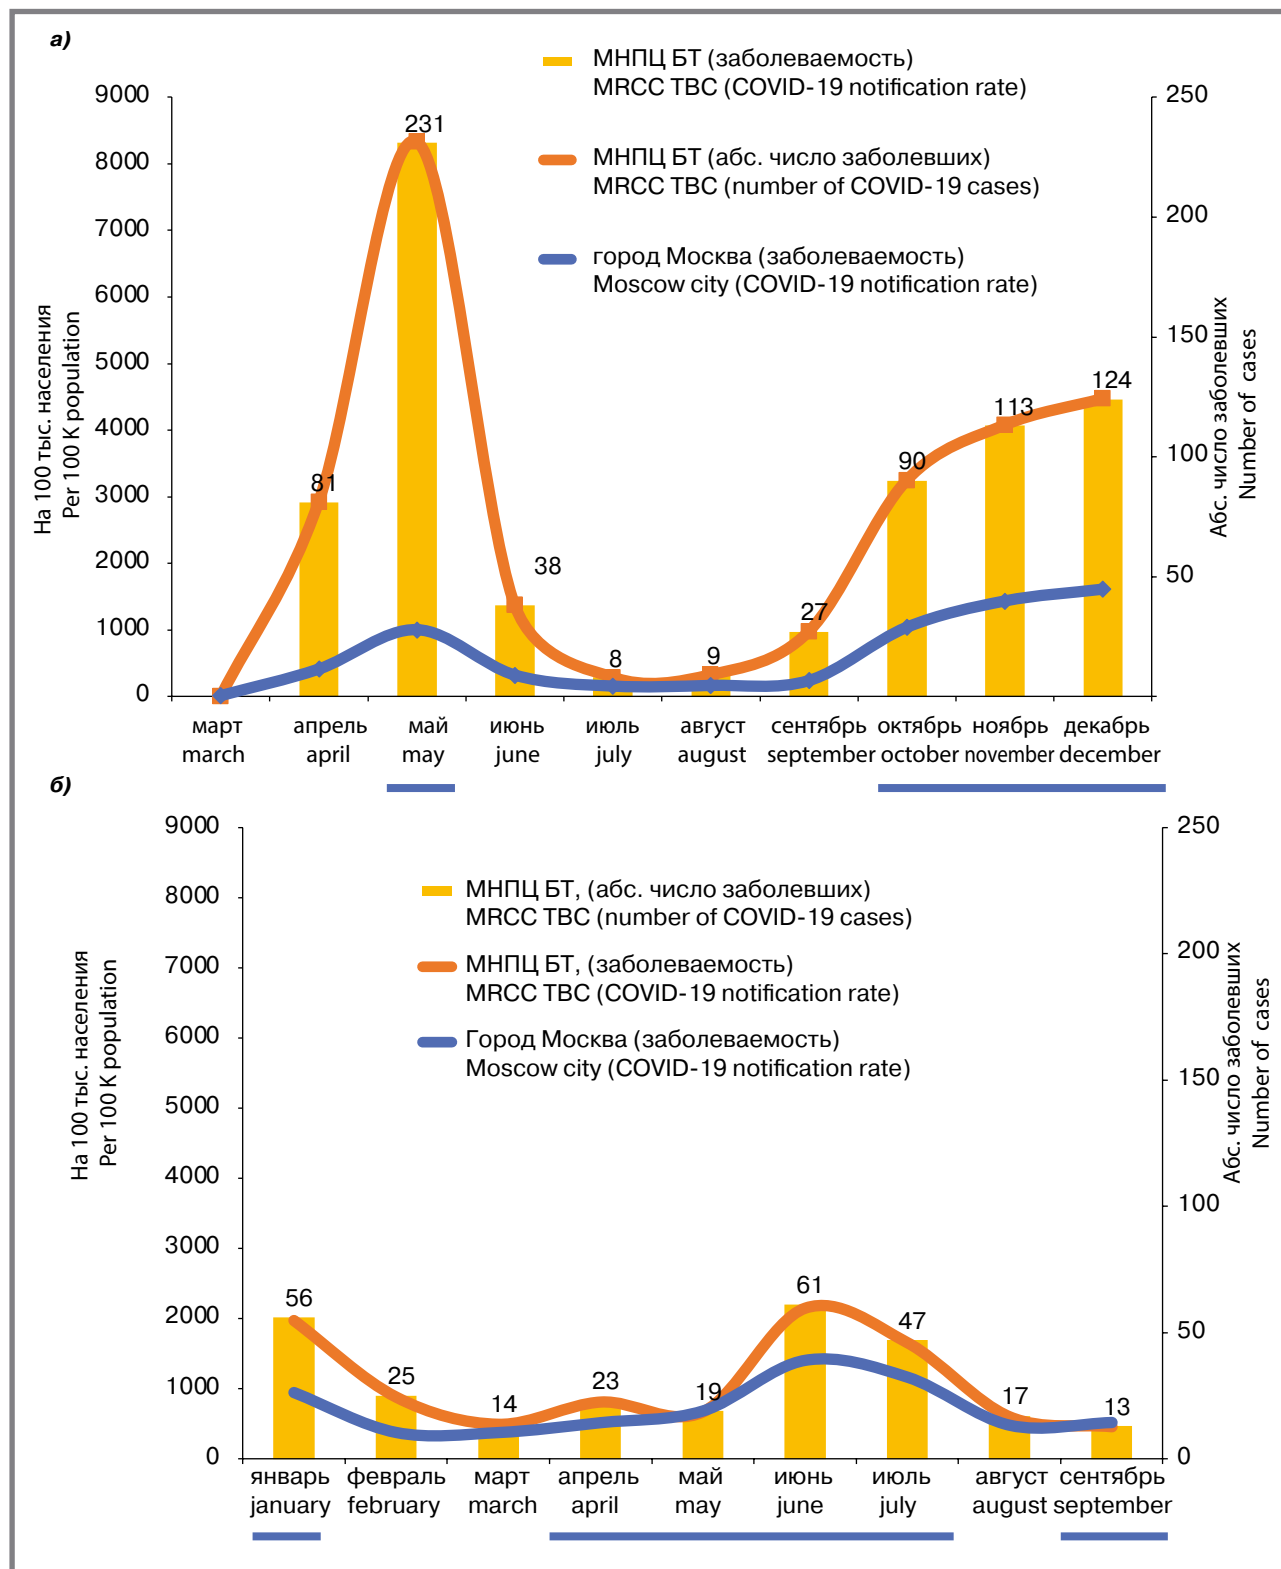 а)
МНПЦ БТ (заболеваемость)
MRCC TBC (COVID-19 notification rate)
МНПЦ БТ (абс. число заболевших)
MRCC TBC (number of COVID-19 cases)
город Москва (заболеваемость)
Moscow city (COVID-19 notification rate)
На 100 тыс. населения
Per 100 K population
9000
8000
7000
6000
5000
4000
3000
2000
1000
0
231
81
38
8
9
27
90
113
124
250
200
150
100
50
0
Абс. число заболевших
Number of cases
март апрель май июнь июль август сентябрь октябрь ноябрь декабрь
march april may june july august september october november december
б)
МНПЦ БТ, (абс. число заболевших)
MRCC TBC (number of COVID-19 cases)
МНПЦ БТ, (заболеваемость)
MRCC TBC (COVID-19 notification rate)
Город Москва (заболеваемость)
Moscow city (COVID-19 notification rate)
На 100 тыс. населения
Per 100 K population
9000
8000
7000
6000
5000
4000
3000
2000
1000
0
56
25
14
23
19
61
47
17
13
250
200
150
100
50
0
Абс. число заболевших
Number of cases
январь февраль март апрель май июнь июль август сентябрь
january february march april may june july august september